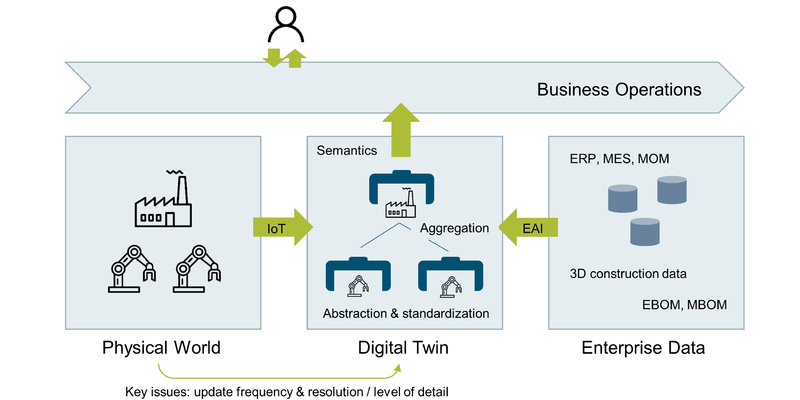 Business Operations
Semantics
ERP, MES, MOM
IoT
Aggregation
EAI
3D construction data
Abstraction & standardization
EBOM, MBOM
Physical World
Digital Twin
Enterprise Data
Key issues: update frequency & resolution / level of detail